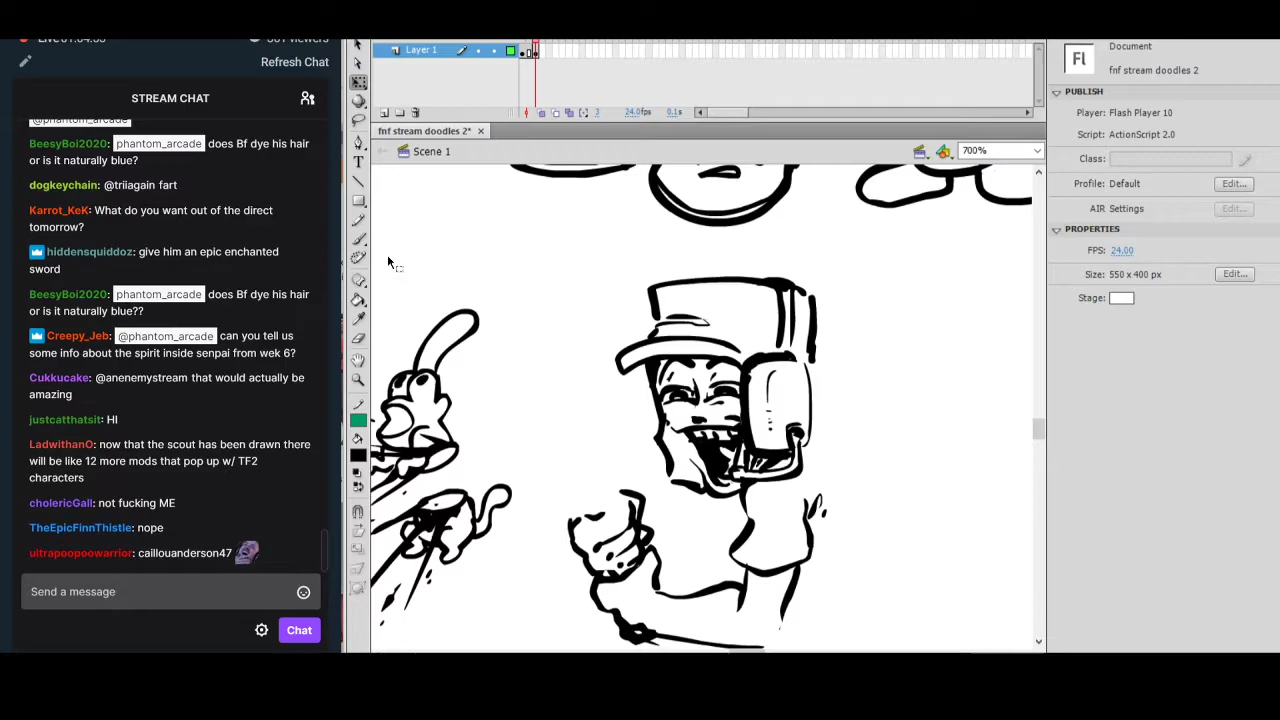 Refresh Chat
STREAM CHAT
@phantom_arcade
BeesyBoi2020: @phantom_arcade does Bf dye his hair
or is it naturally blue?
dogkeychain: @triiagain fart
Karrot_KeK: What do you want out of the direct
tomorrow?
hiddensquiddoz: give him an epic enchanted
sword
BeesyBoi2020: @phantom_arcade does Bf dye his hair
or is it naturally blue??
Creepy_Jeb: @phantom_arcade can you tell us
some info about the spirit inside senpai from wek 6?
Cukkucake: @anenemystream that would actually be
amazing
justcatthatsit: HI
LadwithanO: now that the scout has been drawn there
will be like 12 more mods that pop up w/ TF2
characters
cholericGall: not fucking ME
TheEpicFinnThistle: nope
ultrapoopoowarrior: caillouanderson47
Send a message
Chat
Layer 1
3 24.0fps 0.1s
fnf stream doodles 2*
Scene 1
700%
T
Fl
Document
fnf stream doodles 2
PUBLISH
Player: Flash Player 10
Script: ActionScript 2.0
Class:
Profile: Default Edit...
AIR Settings Edit...
PROPERTIES
FPS: 24.00
Size: 550 x 400 px Edit...
Stage: